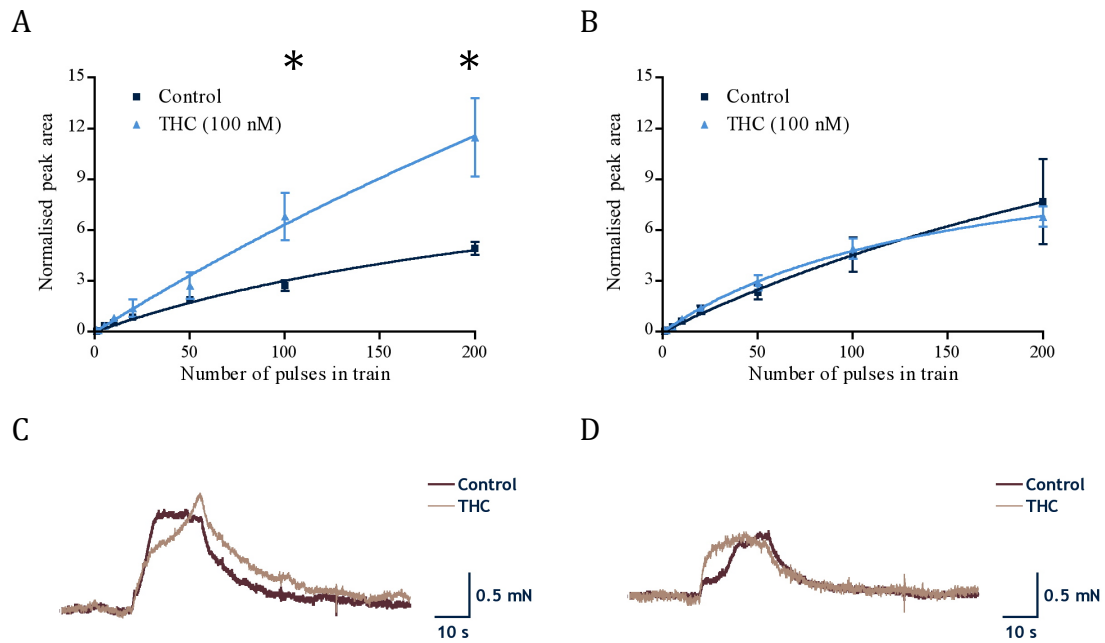 A
*
*
15
12
9
6
3
0
Control
THC (100 nM)
Normalised peak area
0
50
100
150
200
Number of pulses in train
B
15
12
9
6
3
0
Control
THC (100 nM)
Normalised peak area
0
50
100
150
200
Number of pulses in train
C
Control
THC
0.5 mN
10 s
D
Control
THC
0.5 mN
10 s